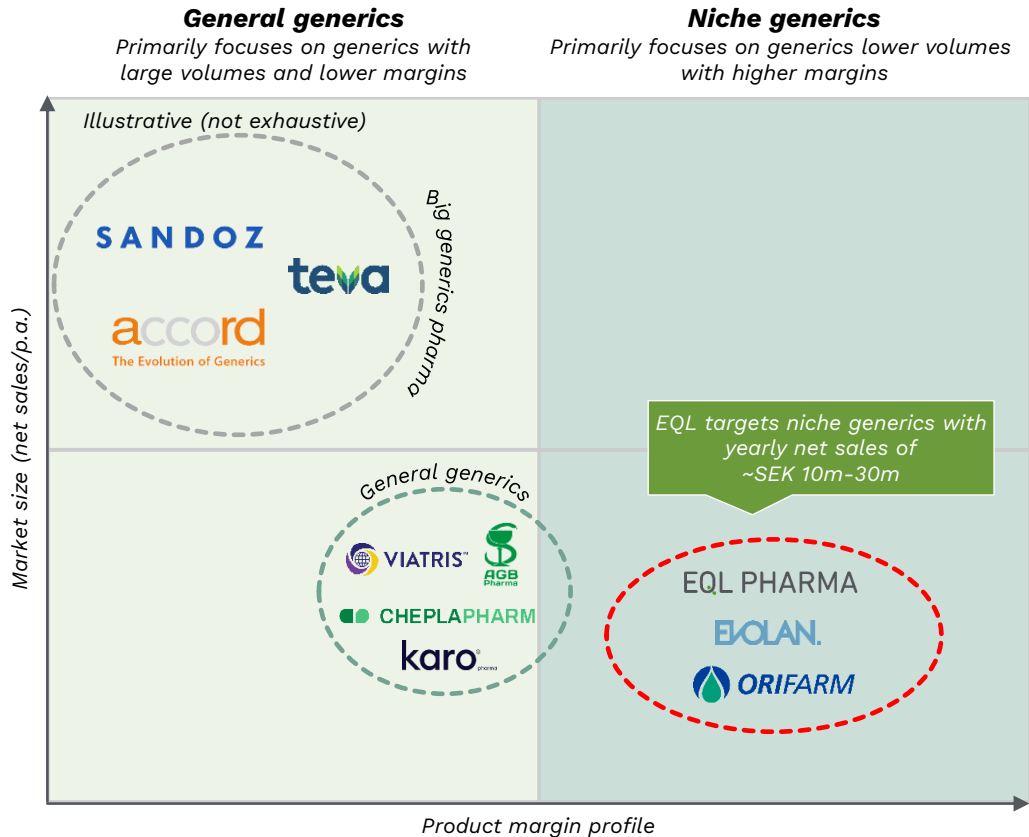 General generics
Primarily focuses on generics with
large volumes and lower margins
Niche generics
Primarily focuses on generics lower volumes
with higher margins
Illustrative (not exhaustive)
SANDOZ
teva
accord
The Evolution of Generics
Big generics pharma
Market size (net sales/p.a.)
EQL targets niche generics with
yearly net sales of
~SEK 10m-30m
General generics
VIATRIS™
AGB
Pharma
CHEPLAPHARM
karo®
pharma
EQL PHARMA
EVOLAN.
ORIFARM
Product margin profile